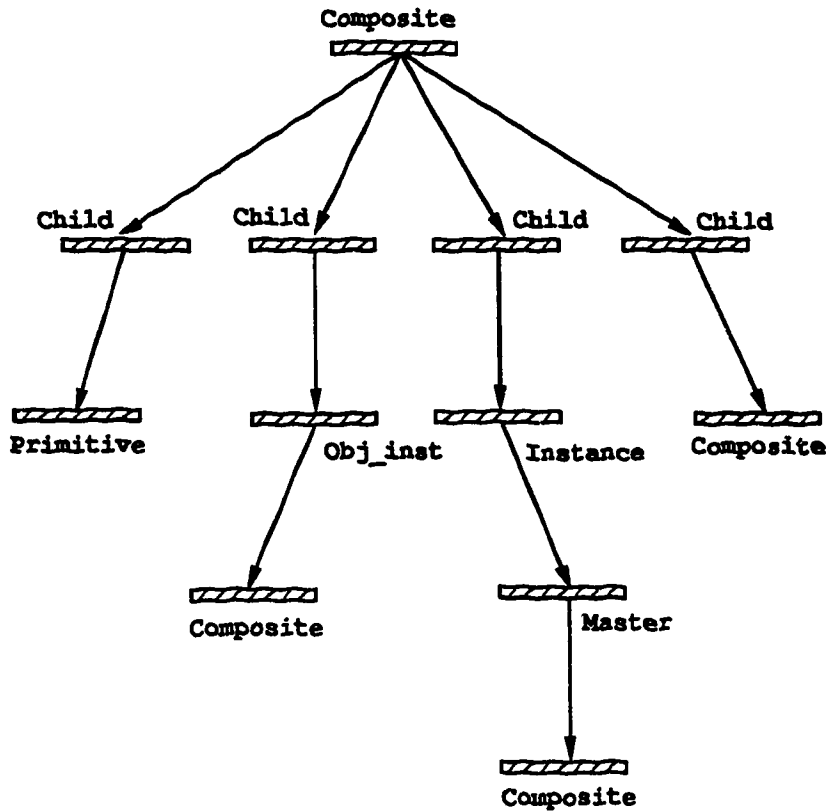 Composite
Child Child Child Child
Primitive Obj_inst Instance Composite
Composite Master
Composite